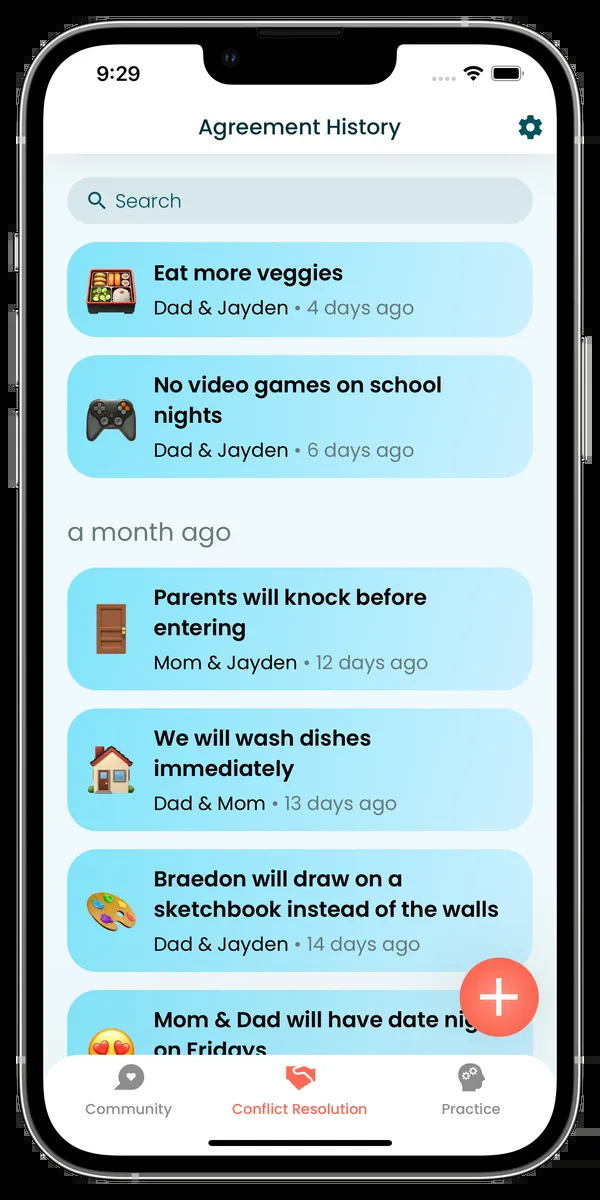 9:29
Agreement History
Search
Eat more veggies
Dad & Jayden • 4 days ago
No video games on school
nights
Dad & Jayden • 6 days ago
a month ago
Parents will knock before
entering
Mom & Jayden • 12 days ago
We will wash dishes
immediately
Dad & Mom • 13 days ago
Braedon will draw on a
sketchbook instead of the walls
Dad & Jayden • 14 days ago
Mom & Dad will have date
on Fridays
Community
Conflict Resolution
Practice